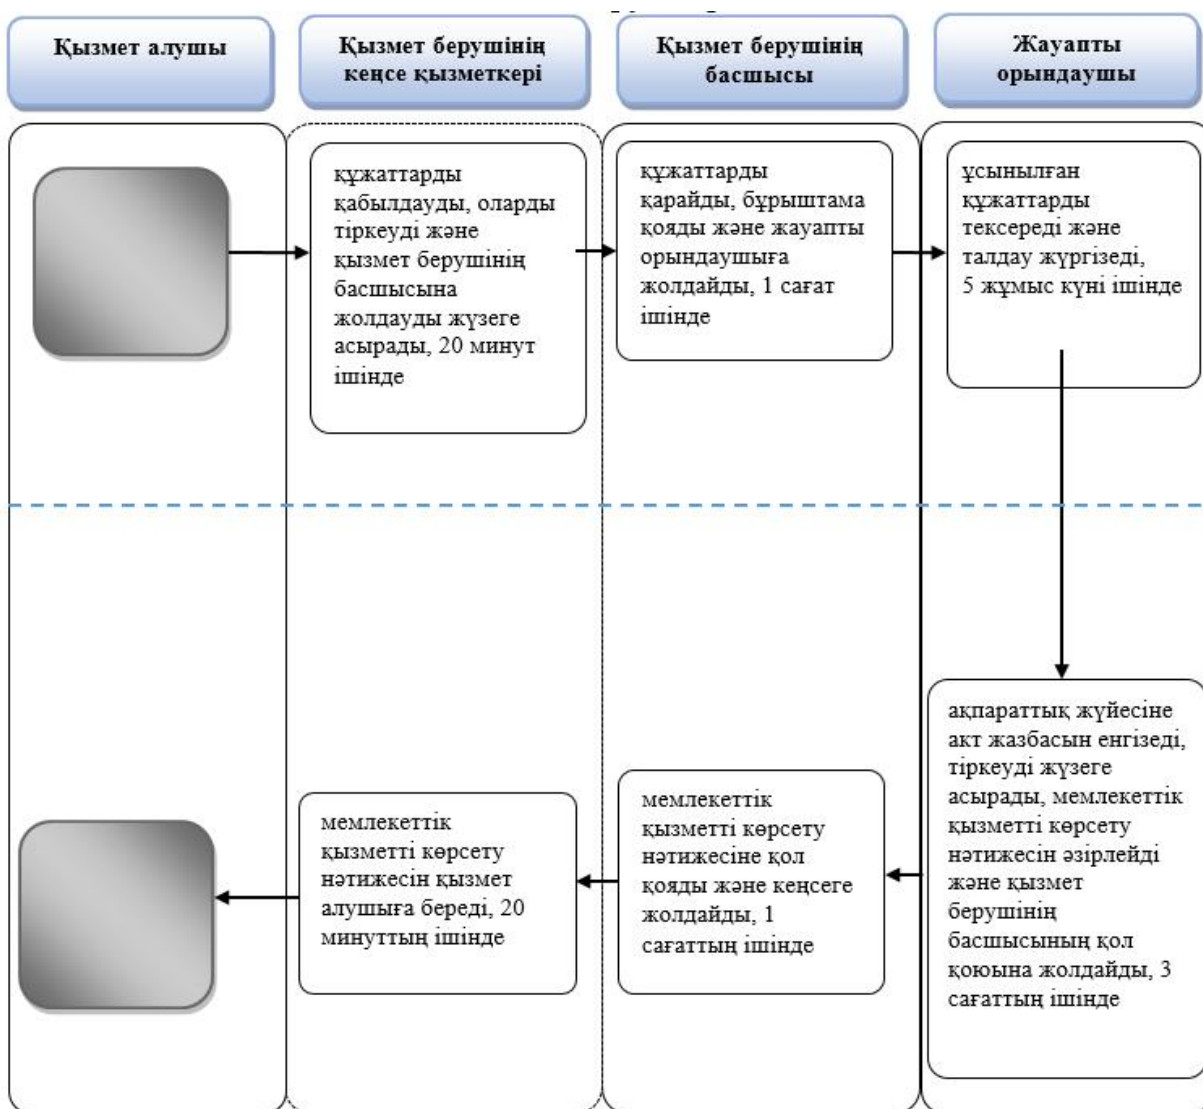 Қызмет алушы
Қызмет берушінің
кеңсе қызметкері
Қызмет берушінің
басшысы
Жауапты
орындаушы
құжаттарды
қабылдауды, оларды
тіркеуді және
қызмет берушінің
басшысына
жолдауды жүзеге
асырады, 20 минут
ішінде
құжаттарды
қарайды, бұрыштама
қояды және жауапты
орындаушыға
жолдайды, 1 сағат
ішінде
ұсынылған
құжаттарды
тексереді және
талдау жүргізеді,
5 жұмыс күні ішінде
ақпараттық жүйесіне
акт жазбасын енгізеді,
тіркеуді жүзеге
асырады, мемлекеттік
қызметті көрсету
нәтижесін әзірлейді
және қызмет
берушінің
басшысының қол
қоюына жолдайды, 3
сағаттың ішінде
мемлекеттік
қызметті көрсету
нәтижесіне қол
қояды және кеңсеге
жолдайды, 1
сағаттың ішінде
мемлекеттік
қызметті көрсету
нәтижесін қызмет
алушыға береді, 20
минуттың ішінде